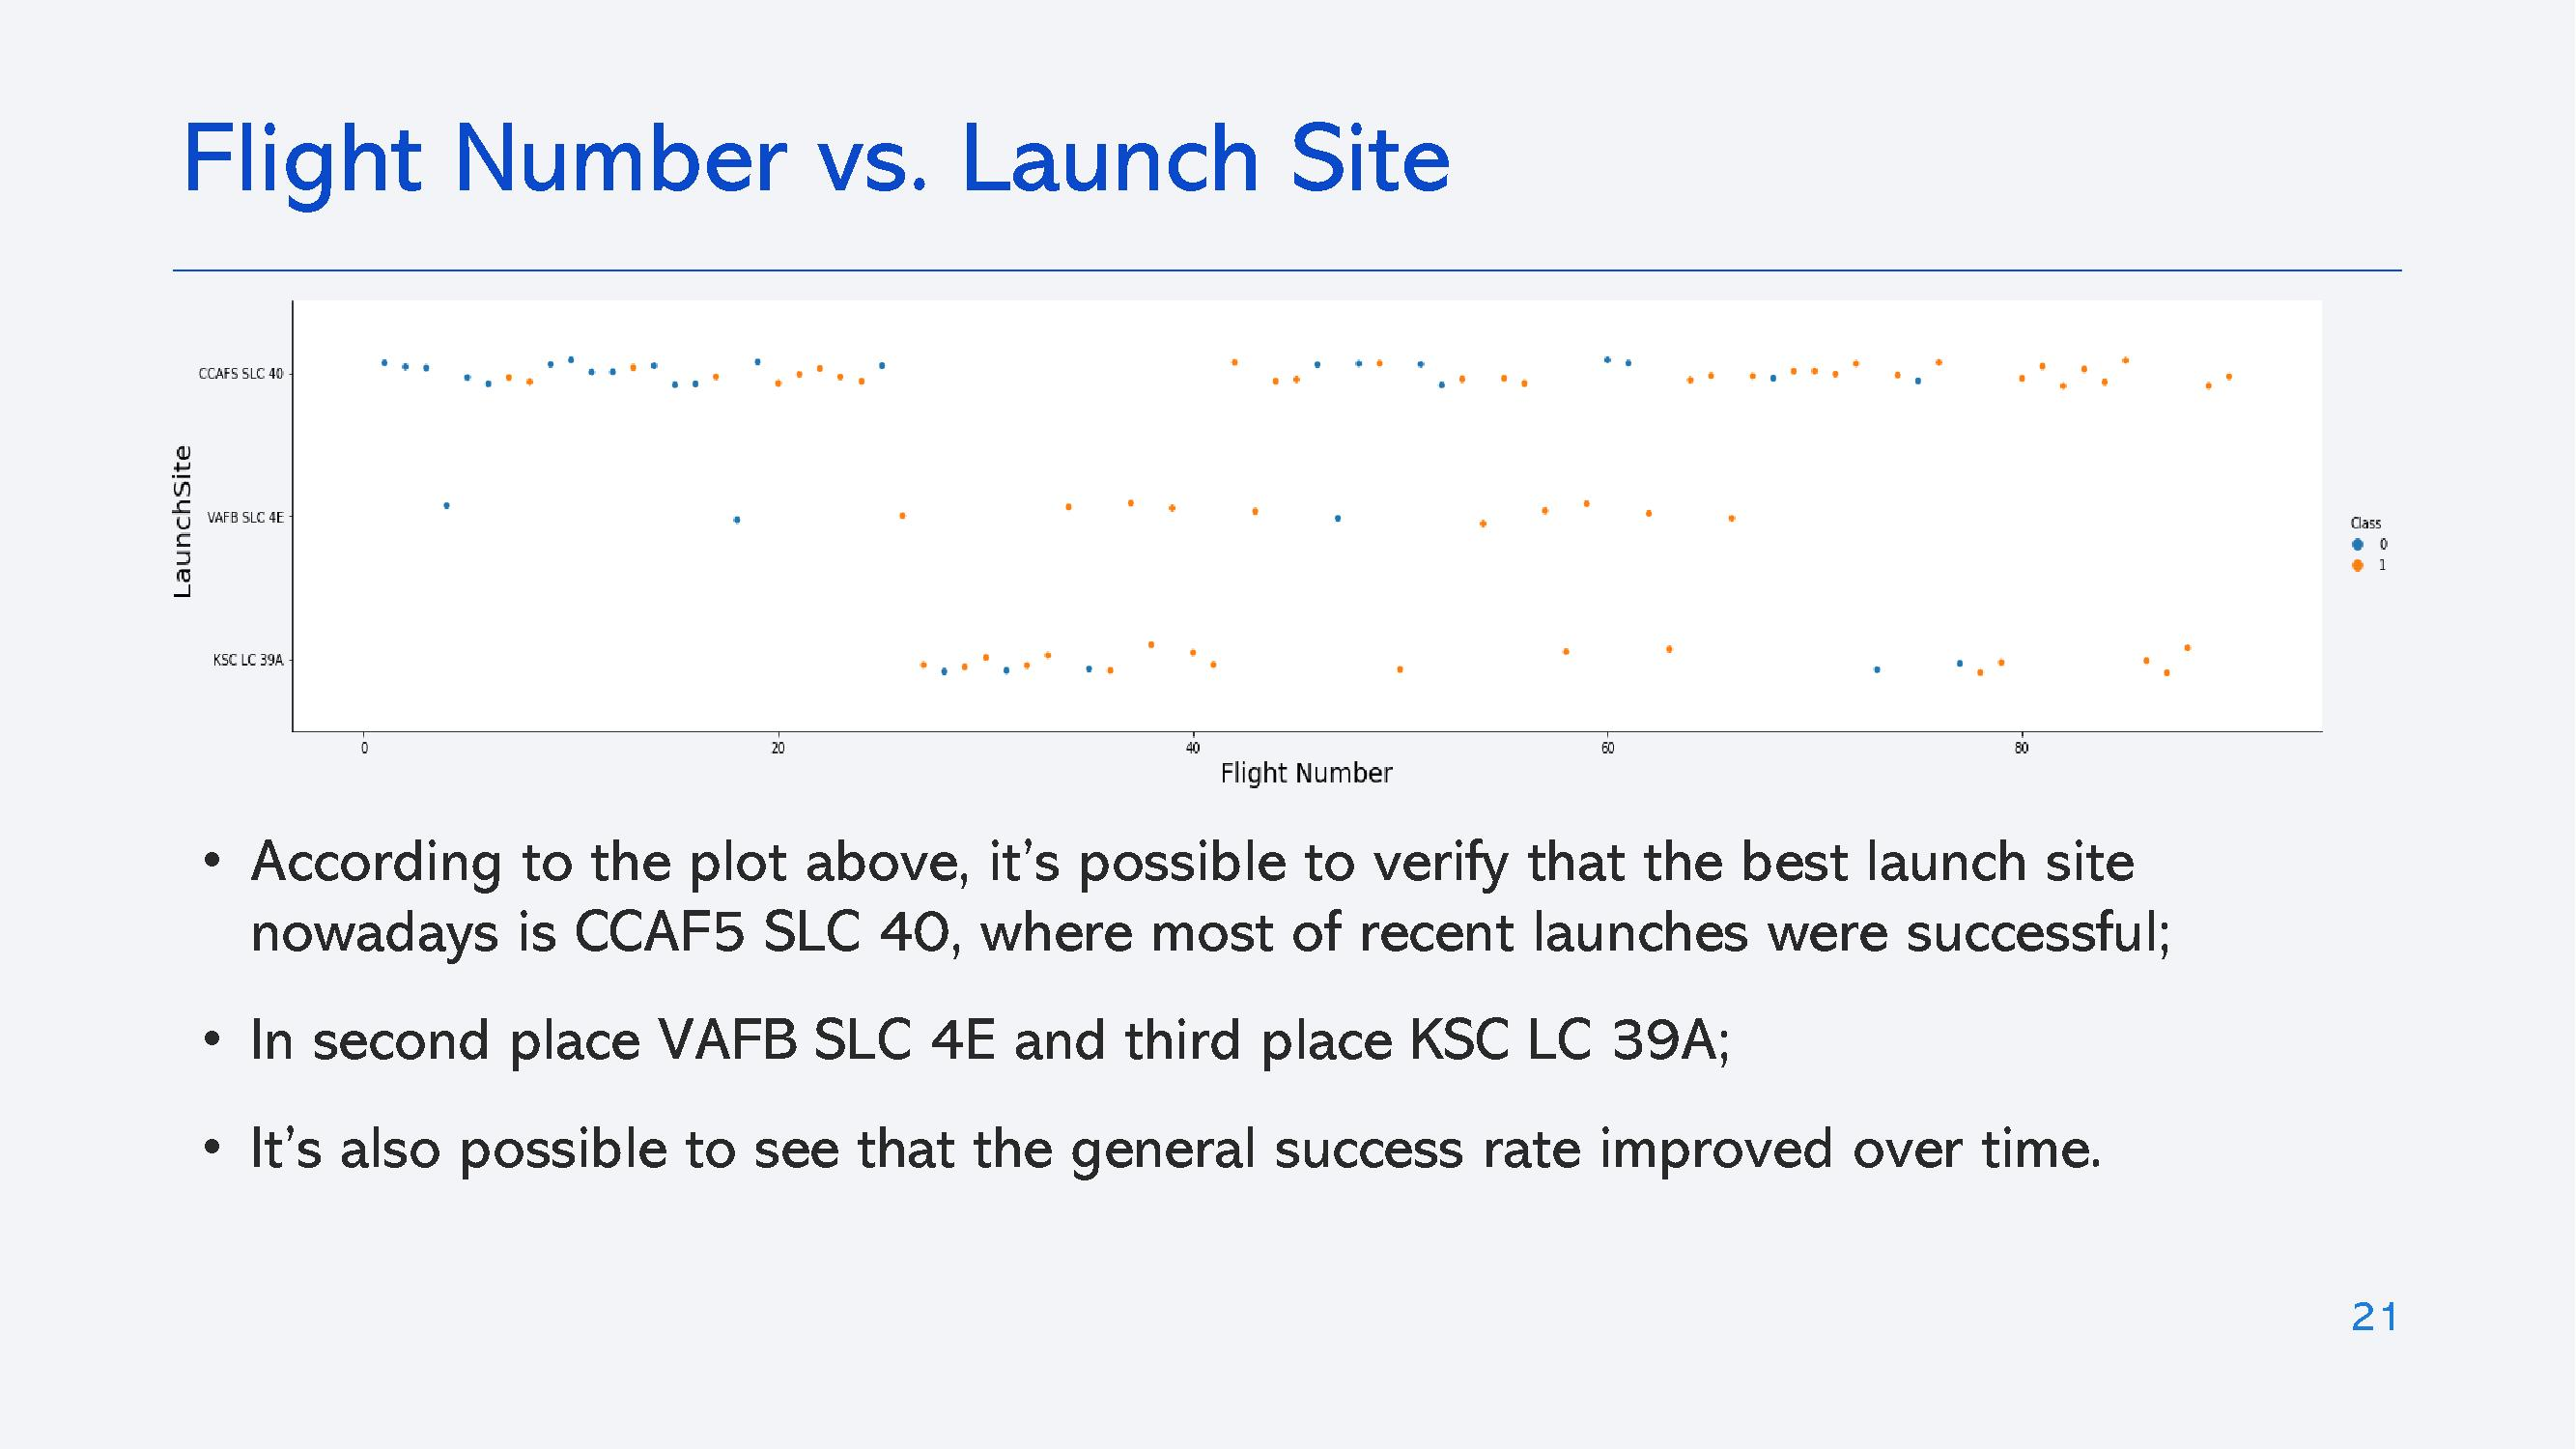 Flight Number vs. Launch Site
CCAFS SLC 40
VAFB SLC 4E
KSC LC 39A
LaunchSite
0
20
40
60
80
Flight Number
Class
0
1
• According to the plot above, it’s possible to verify that the best launch site
nowadays is CCAF5 SLC 40, where most of recent launches were successful;
• In second place VAFB SLC 4E and third place KSC LC 39A;
• It’s also possible to see that the general success rate improved over time.
21